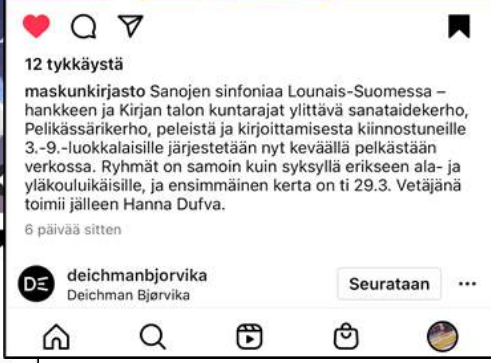 12 tykkäystä
maskunkirjasto Sanojen sinfoniaa Lounais-Suomessa –
hankkeen ja Kirjan talon kuntarajat ylittävä sanataidekerho,
Pelikässärikerho, peleistä ja kirjoittamisesta kiinnostuneille
3.-9.-luokkalaisille järjestetään nyt keväällä pelkästään
verkossa. Ryhmät on samoin kuin syksyllä erikseen ala- ja
yläkouluikäisille, ja ensimmäinen kerta on ti 29.3. Vetäjänä
toimii jälleen Hanna Dufva.
6 päivää sitten
DE
deichmanbjorvika
Deichman Bjørvika
Seurataan